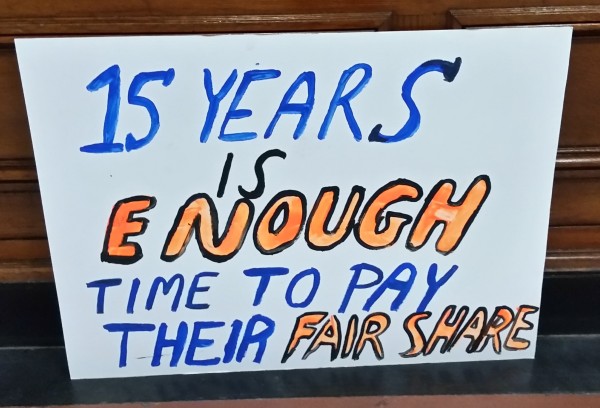 15 YEARS
IS
ENOUGH
TIME TO PAY
THEIR FAIR SHARE